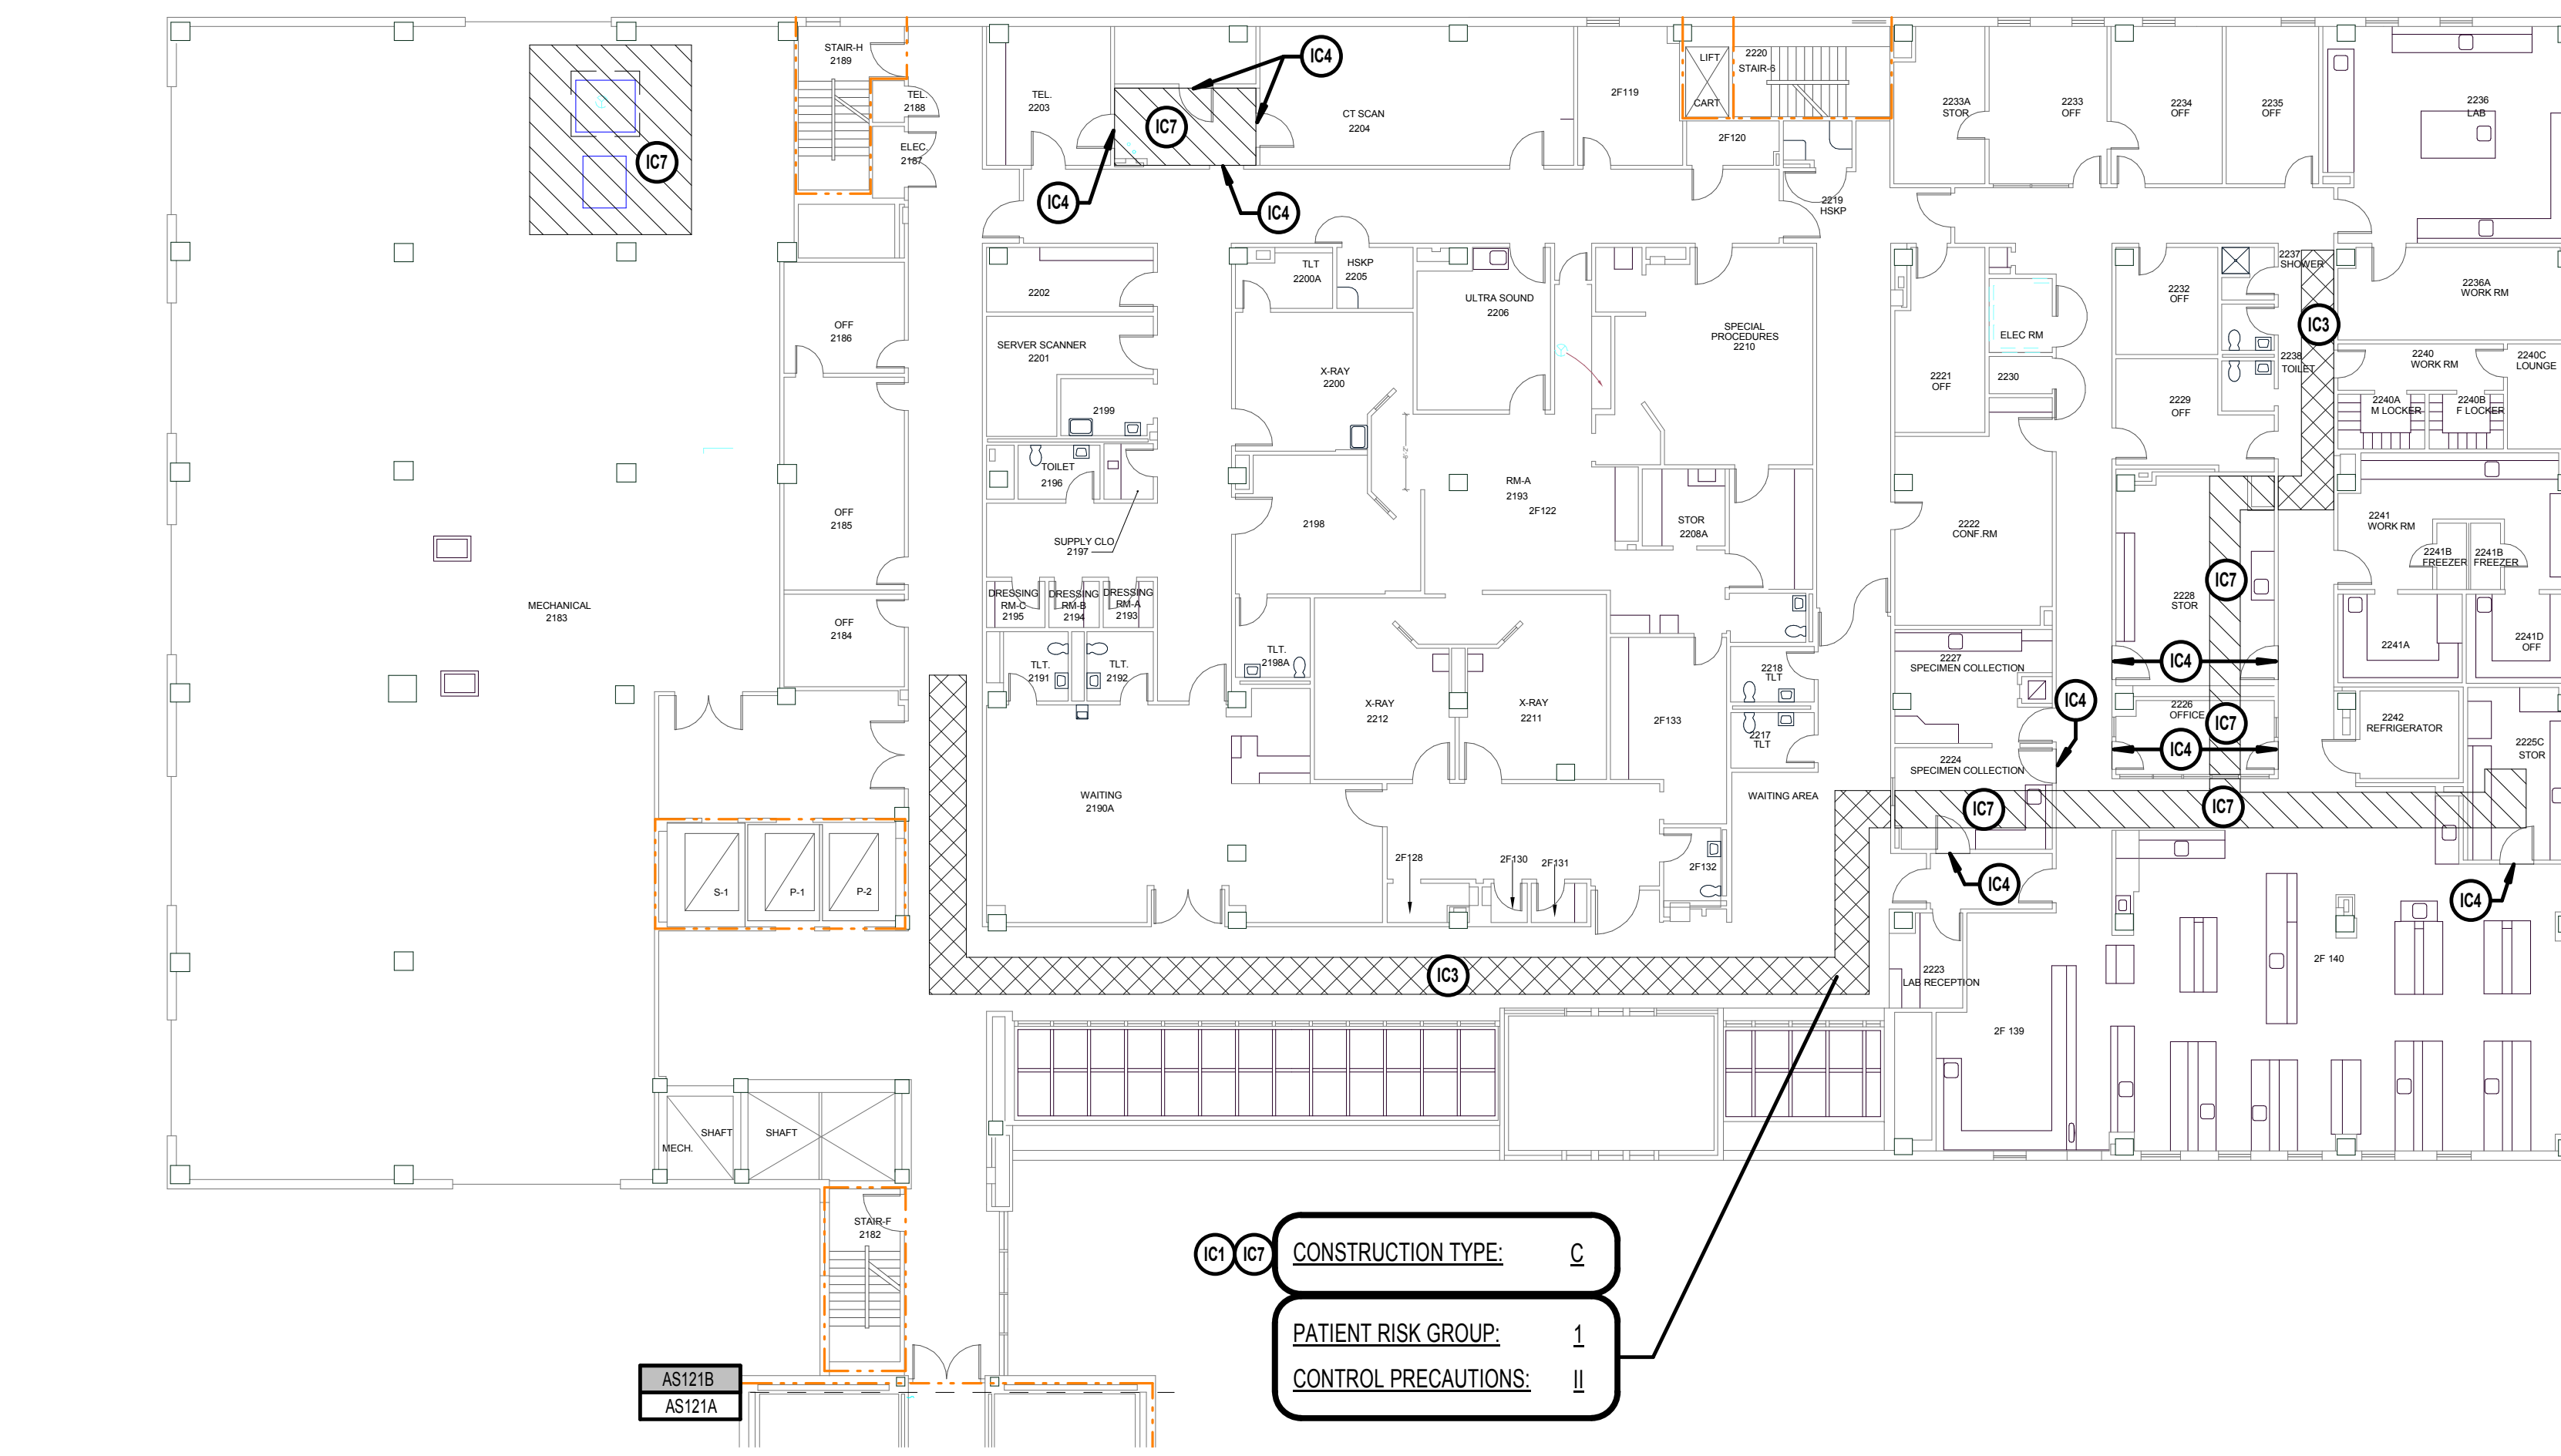 STAIR-H
2189
TEL.
2188
ELEC.
2187
TEL.
2203
IC4
IC7
CT SCAN
2204
IC4
IC4
2F119
LIFT
CART
2220
STAIR-6
2F120
2219
HSKP
2233A
STOR
2233
OFF
2234
OFF
2235
OFF
2236
LAB
IC7
2202
SERVER SCANNER
2201
2199
TOILET
2196
SUPPLY CLO
2197
TLT
2200A
HSKP
2205
X-RAY
2200
ULTRA SOUND
2206
SPECIAL
PROCEDURES
2210
RM-A
2193
2F122
STOR
2208A
2198
ELEC RM
2230
2221
OFF
2222
CONF.RM
2232
OFF
2229
OFF
2237
SHOWER
2238
TOILET
IC3
2236A
WORK RM
2240
WORK RM
2240C
LOUNGE
2240A
M LOCKER
2240B
F LOCKER
2241
WORK RM
2241B
FREEZER
2241B
FREEZER
2241A
2241D
OFF
OFF
2186
OFF
2185
OFF
2184
MECHANICAL
2183
DRESSING
RM-C
2195
DRESSING
RM-B
2194
DRESSING
RM-A
2193
TLT.
2191
TLT.
2192
TLT.
2198A
X-RAY
2212
X-RAY
2211
2F133
2218
TLT
2217
TLT
WAITING AREA
2227
SPECIMEN COLLECTION
2224
SPECIMEN COLLECTION
IC4
IC7
2228
STOR
IC4
2226
OFFICE
IC7
IC4
IC7
IC7
2242
REFRIGERATOR
2225C
STOR
WAITING
2190A
2F128
2F130
2F131
2F132
IC4
IC4
S-1
P-1
P-2
IC3
2223
LAB RECEPTION
2F 139
2F 140
MECH.
SHAFT
SHAFT
STAIR-F
2182
IC1
IC7
CONSTRUCTION TYPE: C
PATIENT RISK GROUP: 1
CONTROL PRECAUTIONS: II
AS121B
AS121A